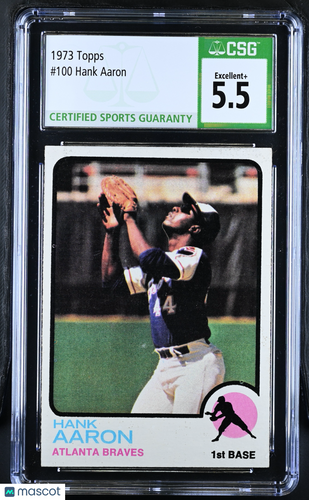 1973 Topps
#100 Hank Aaron
CSG
Excellent+
5.5
CERTIFIED SPORTS GUARANTY
44
HANK
AARON
ATLANTA BRAVES
1st BASE
mascot